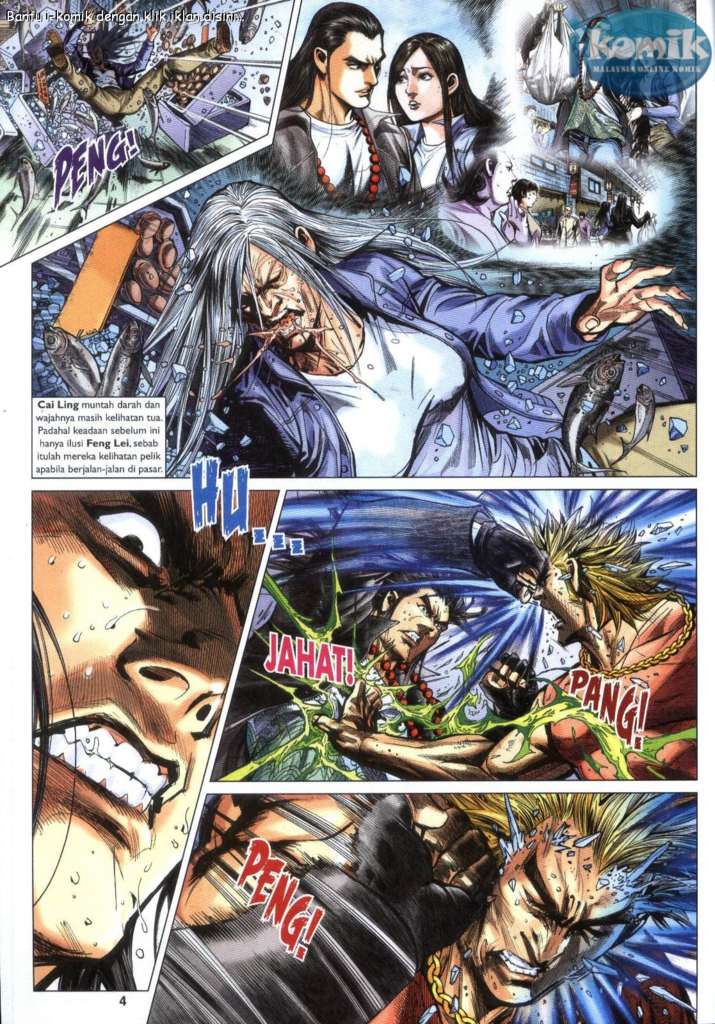 Bantu i-komik dengan klik iklan disini...
ikomik
MALAYSIA ONLINE KOMIK
PENG!
Cai Ling muntah darah dan
wajahnya masih kelihatan tua.
Padahal keadaan sebelum ini
hanya ilusi Feng Lei, sebab
itulah mereka kelihatan pelik
apabila berjalan-jalan di pasar.
HU...
JAHAT!
PANG!
PENG!
4